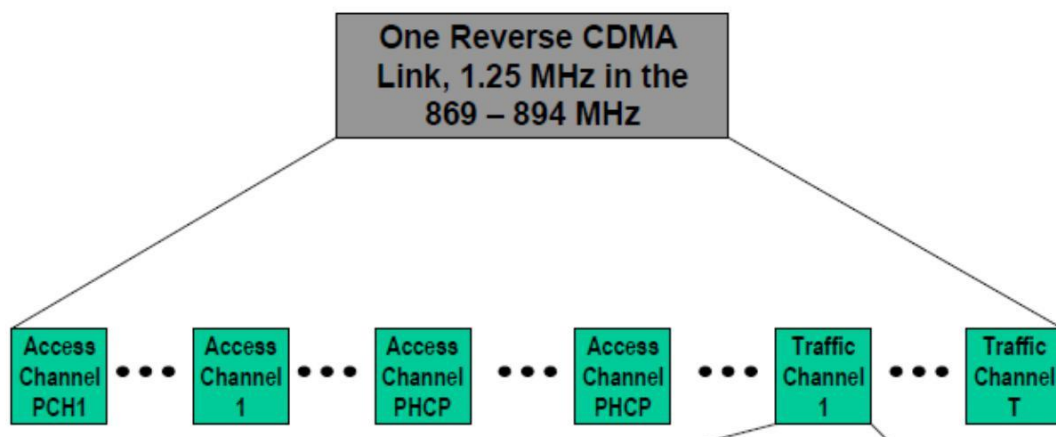 One Reverse CDMA
Link, 1.25 MHz in the
869 – 894 MHz
Access
Channel
PCH1
Access
Channel
1
Access
Channel
PHCP
Access
Channel
PHCP
Traffic
Channel
1
Traffic
Channel
T